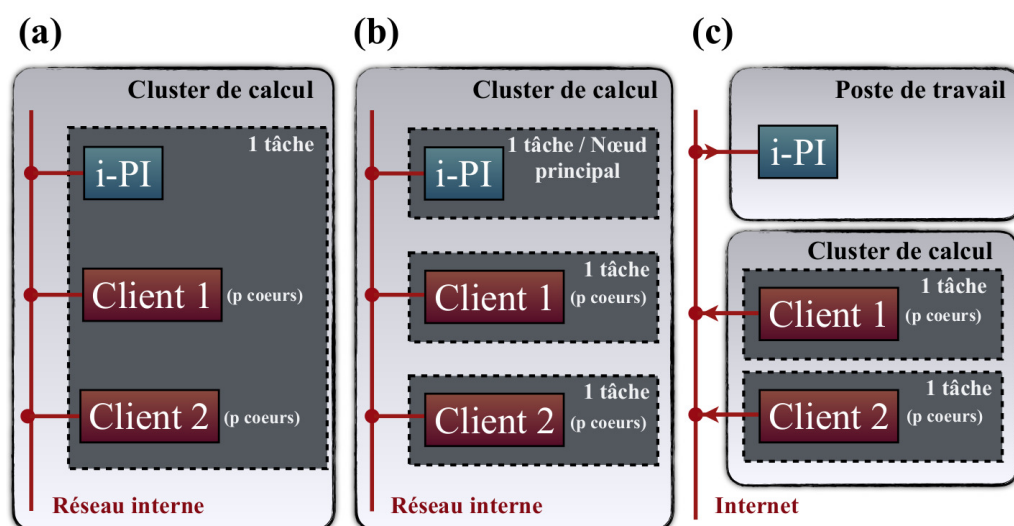 (a)
Cluster de calcul
1 tâche
i-PI
Client 1 (p coeurs)
Client 2 (p coeurs)
Réseau interne
(b)
Cluster de calcul
1 tâche / Nœud
principal
i-PI
1 tâche
Client 1 (p coeurs)
1 tâche
Client 2 (p coeurs)
Réseau interne
(c)
Poste de travail
i-PI
Cluster de calcul
1 tâche
Client 1 (p coeurs)
1 tâche
Client 2 (p coeurs)
Internet